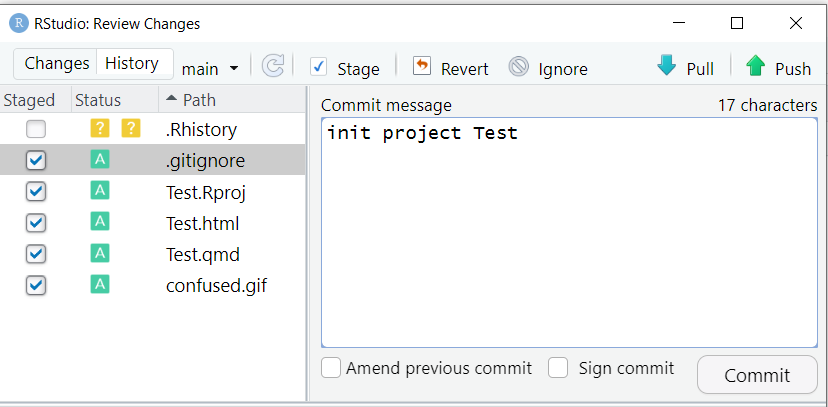 R RStudio: Review Changes
Changes History main Stage Revert Ignore Pull Push
Staged Status Path
? ? .Rhistory
A .gitignore
A Test.Rproj
A Test.html
A Test.qmd
A confused.gif
Commit message 17 characters
init project Test
Amend previous commit Sign commit Commit